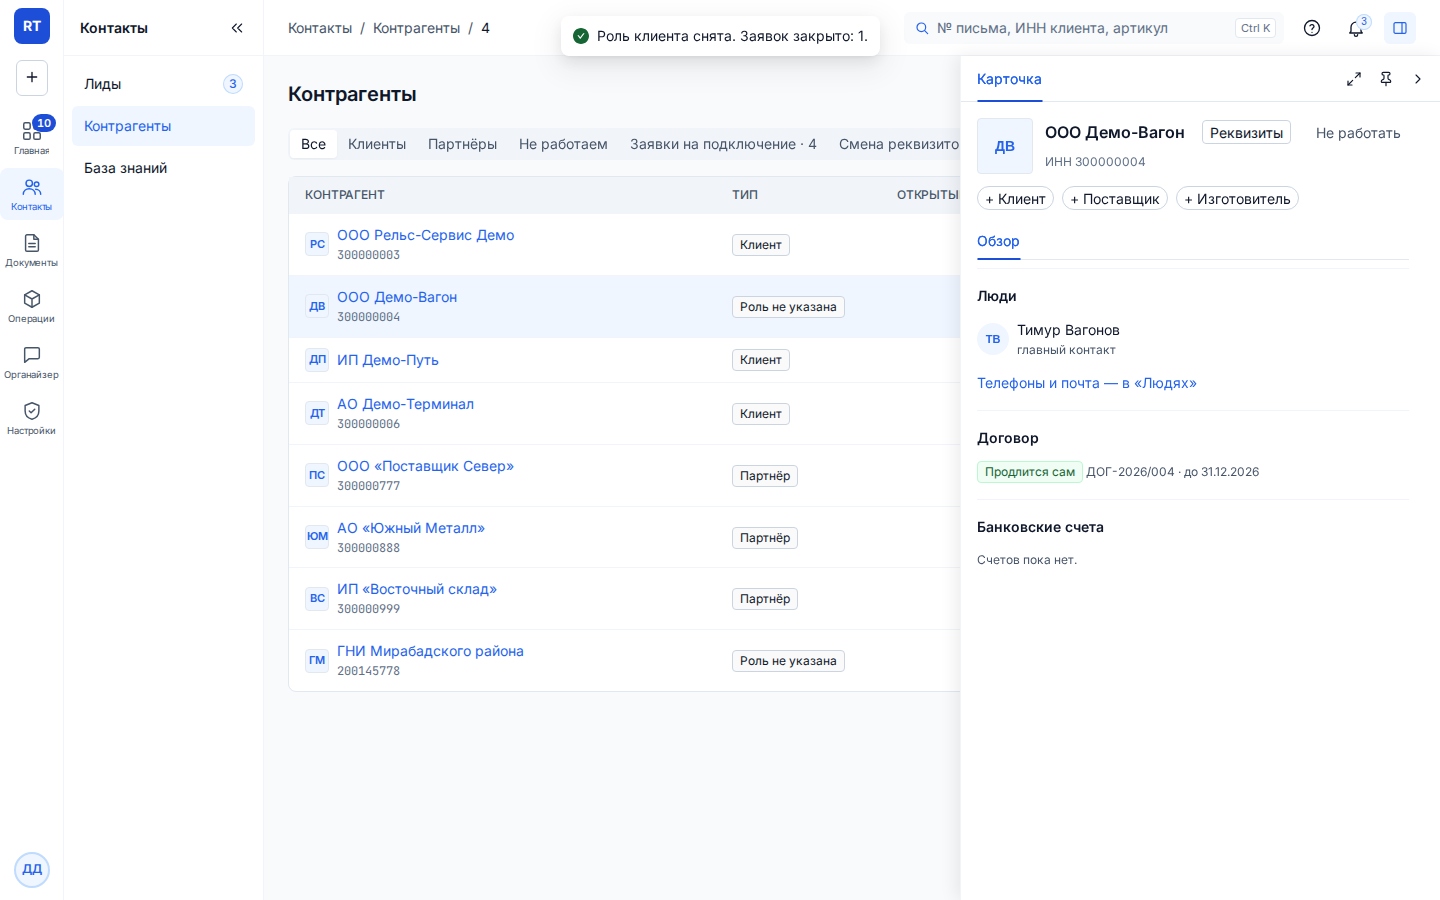 RT
Контакты
Контакты / Контрагенты / 4
Роль клиента снята. Заявок закрыто: 1.
№ письма, ИНН клиента, артикул
Ctrl K
3
10
Главная
Контакты
Документы
Операции
Органайзер
Настройки
ДД
Лиды
3
Контрагенты
База знаний
Контрагенты
Все
Клиенты
Партнёры
Не работаем
Заявки на подключение · 4
Смена реквизито
КОНТРАГЕНТ
ТИП
ОТКРЫТЫ
РС
ООО Рельс-Сервис Демо
300000003
Клиент
ДВ
ООО Демо-Вагон
300000004
Роль не указана
ДП
ИП Демо-Путь
Клиент
ДТ
АО Демо-Терминал
300000006
Клиент
ПС
ООО «Поставщик Север»
300000777
Партнёр
ЮМ
АО «Южный Металл»
300000888
Партнёр
ВС
ИП «Восточный склад»
300000999
Партнёр
ГМ
ГНИ Мирабадского района
200145778
Роль не указана
Карточка
ДВ
ООО Демо-Вагон
Реквизиты
Не работать
ИНН 300000004
+ Клиент
+ Поставщик
+ Изготовитель
Обзор
Люди
ТВ
Тимур Вагонов
главный контакт
Телефоны и почта — в «Людях»
Договор
Продлится сам ДОГ-2026/004 · до 31.12.2026
Банковские счета
Счетов пока нет.